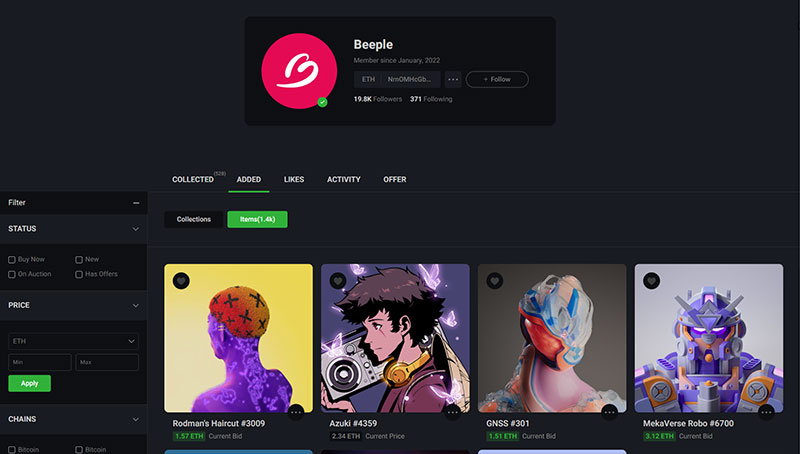 Beeple
Member since January, 2022
ETH NrnOMHcGb... + Follow
19.8K Followers 371 Following
COLLECTED (528) ADDED LIKES ACTIVITY OFFER
Filter
Collections Items(1.4k)
STATUS
Buy Now New
On Auction Has Offers
PRICE
ETH
Min Max
Apply
CHAINS
Bitcoin Bitcoin
Rodman's Haircut #3009
1.57 ETH Current Bid
Azuki #4359
2.34 ETH Current Price
GNSS #301
1.51 ETH Current Bid
MekaVerse Robo #6700
3.12 ETH Current Bid